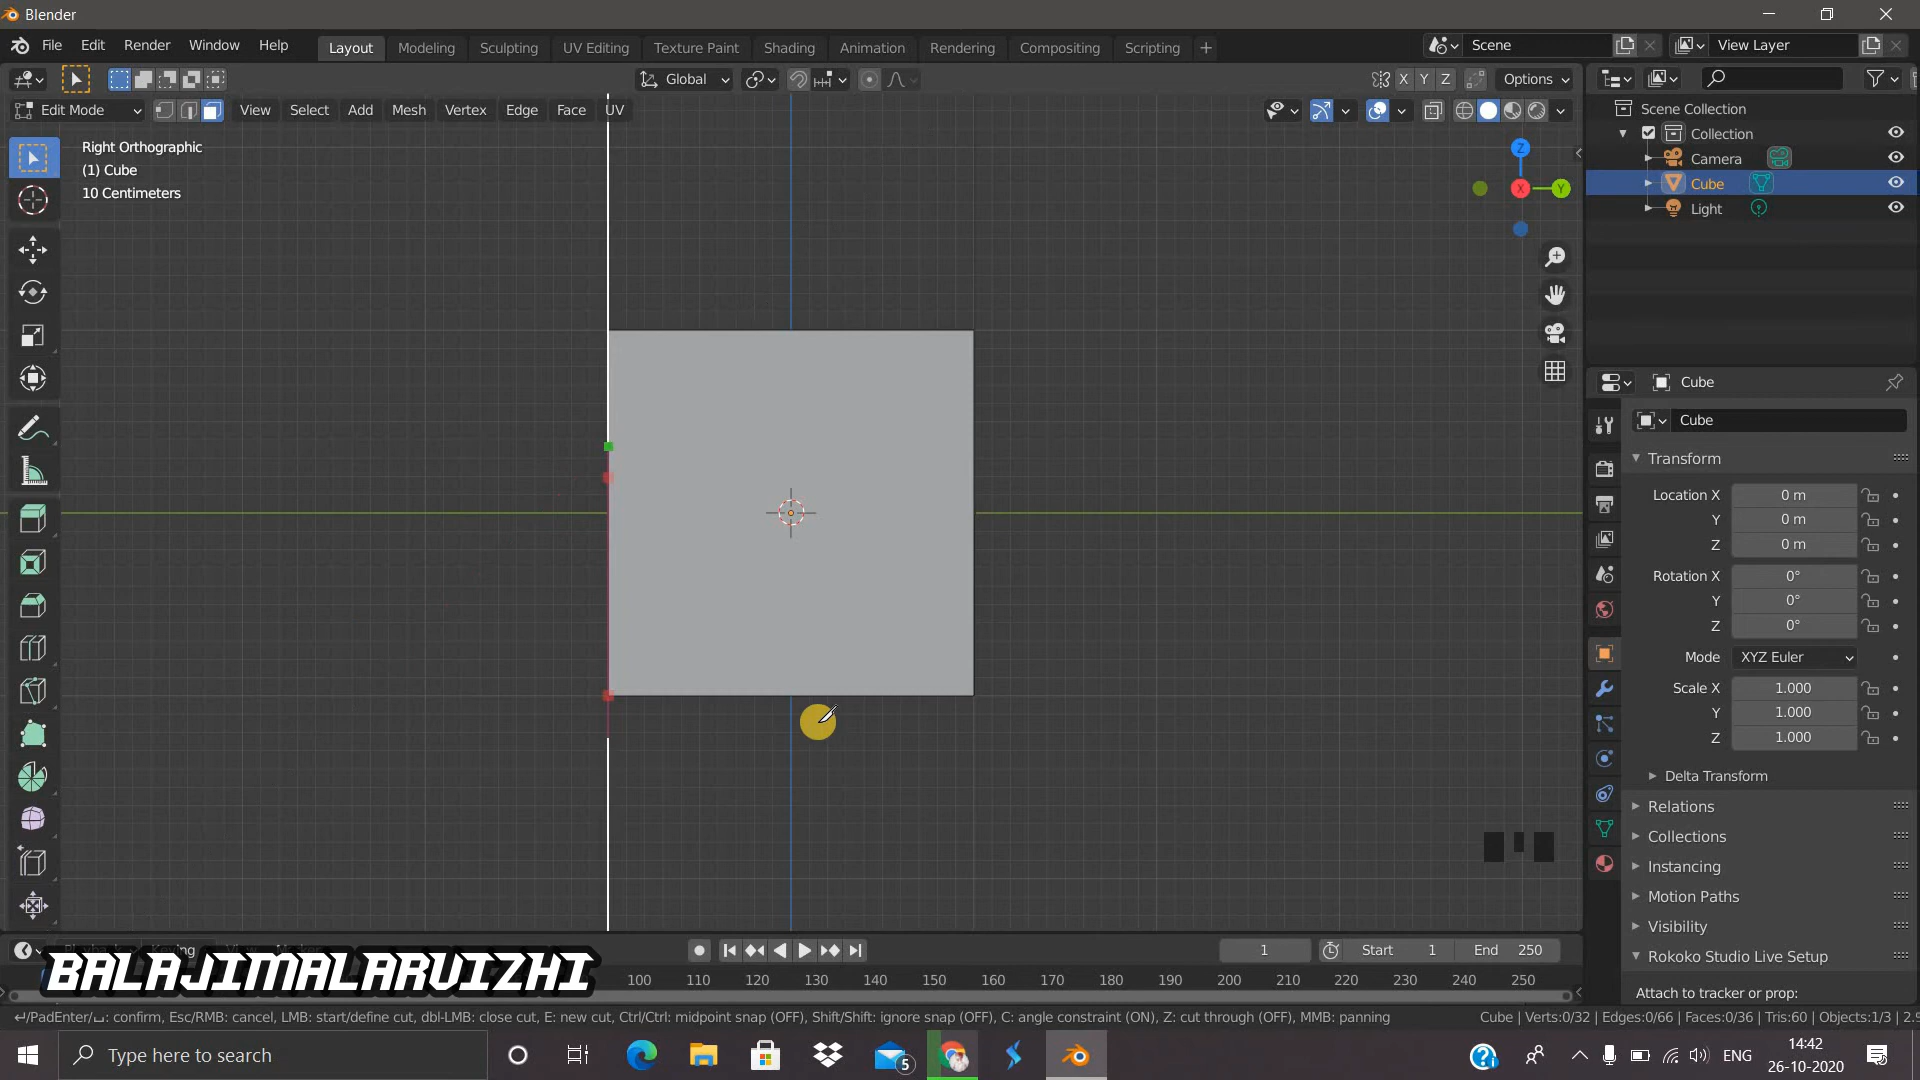 Blender
File Edit Render Window Help Layout Modeling Sculpting UV Editing Texture Paint Shading Animation Rendering Compositing Scripting + Scene View Layer
Global X Y Z Options
Edit Mode View Select Add Mesh Vertex Edge Face UV
Right Orthographic
(1) Cube
10 Centimeters
Z
X
Y
Scene Collection
Collection
Camera
Cube
Light
Cube
Cube
Transform
Location X 0 m
Y 0 m
Z 0 m
Rotation X 0°
Y 0°
Z 0°
Mode XYZ Euler
Scale X 1.000
Y 1.000
Z 1.000
Delta Transform
Relations
Collections
Instancing
Motion Paths
Visibility
Rokoko Studio Live Setup
Attach to tracker or prop:
1 Start 1 End 250
BALAJIMALARVIZHI
100 110 120 130 140 150 160 170 180 190 200 210 220 230 240 250
/PadEnter/: confirm, Esc/RMB: cancel, LMB: start/define cut, dbl-LMB: close cut, E: new cut, Ctrl/Ctrl: midpoint snap (OFF), Shift/Shift: ignore snap (OFF), C: angle constraint (ON), Z: cut through (OFF), MMB: panning
Cube | Verts:0/32 | Edges:0/66 | Faces:0/36 | Tris:60 | Objects:1/3 | 2.9
Type here to search
5
ENG
14:42
26-10-2020